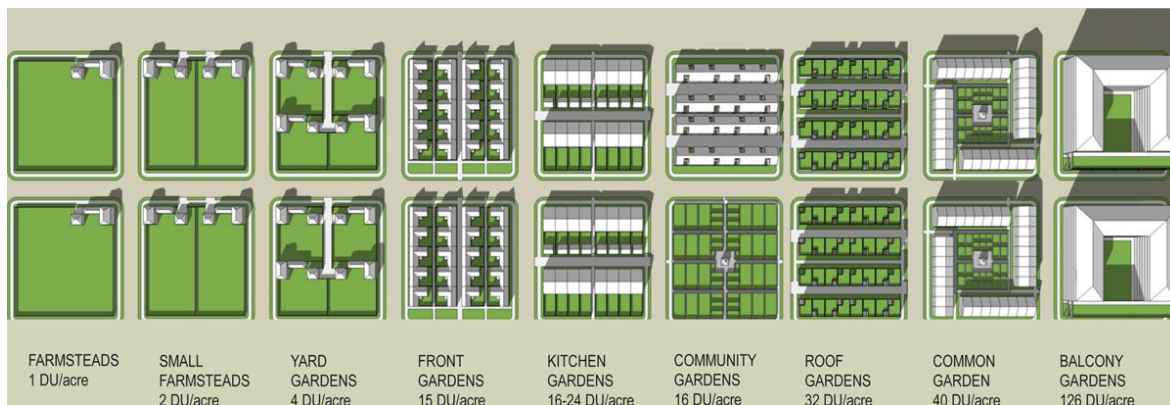 FARMSTEADS
1 DU/acre
SMALL
FARMSTEADS
2 DU/acre
YARD
GARDENS
4 DU/acre
FRONT
GARDENS
15 DU/acre
KITCHEN
GARDENS
16-24 DU/acre
COMMUNITY
GARDENS
16 DU/acre
ROOF
GARDENS
32 DU/acre
COMMON
GARDEN
40 DU/acre
BALCONY
GARDENS
126 DU/acre